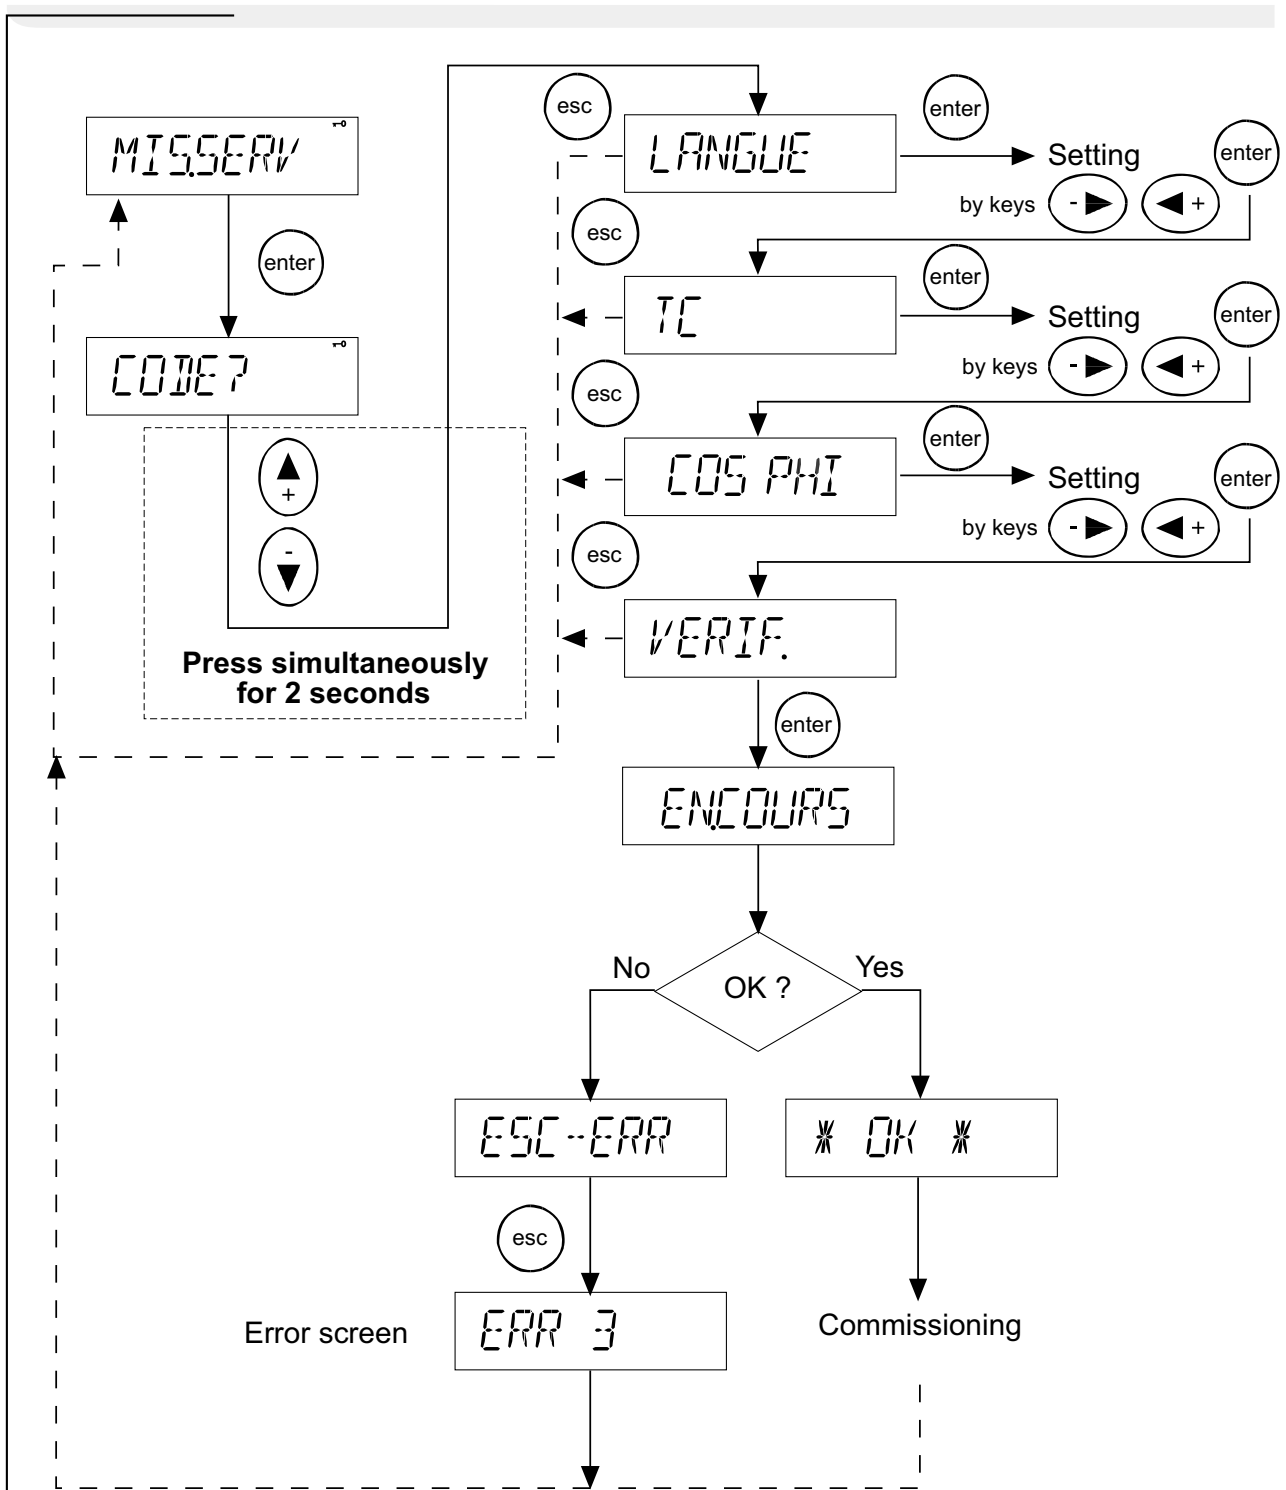 MIS.SERV
enter
CODE?
+
-
Press simultaneously
for 2 seconds
esc
LANGUE
enter
Setting
enter
by keys - +
esc
TC
enter
Setting
enter
by keys - +
esc
COS PHI
enter
Setting
enter
by keys - +
esc
VERIF.
enter
EN.COURS
No
OK ?
Yes
ESC--ERR
* OK *
esc
Error screen
ERR 3
Commissioning